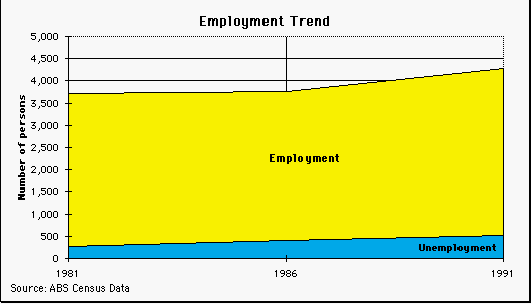 Employment Trend
Number of persons
5,000
4,500
4,000
3,500
3,000
2,500
2,000
1,500
1,000
500
0
Employment
Unemployment
1981
1986
1991
Source: ABS Census Data